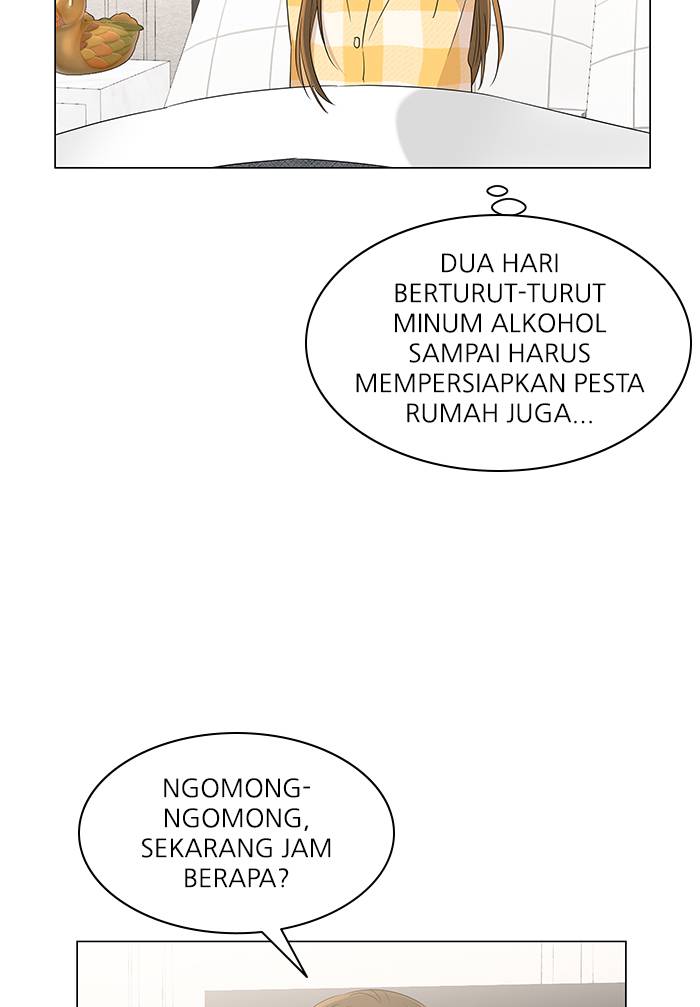 DUA HARI
BERTURUT-TURUT
MINUM ALKOHOL
SAMPAI HARUS
MEMPERSIAPKAN PESTA
RUMAH JUGA...
NGOMONG-
NGOMONG,
SEKARANG JAM
BERAPA?